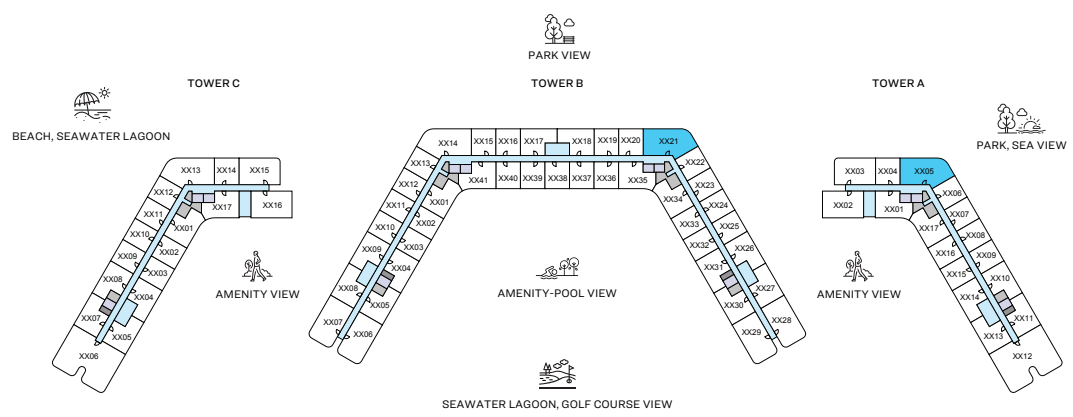 PARK VIEW
TOWER C
TOWER B
TOWER A
BEACH, SEAWATER LAGOON
PARK, SEA VIEW
XX13
XX14
XX15
XX12
XX17
XX16
XX11
XX01
XX10
XX02
XX09
XX03
XX08
XX04
XX07
XX05
XX06
AMENITY VIEW
XX14
XX15
XX16
XX17
XX18
XX19
XX20
XX21
XX13
XX41
XX40
XX39
XX38
XX37
XX36
XX35
XX22
XX12
XX01
XX34
XX23
XX11
XX02
XX33
XX24
XX10
XX03
XX32
XX25
XX09
XX04
XX31
XX26
XX08
XX05
XX30
XX27
XX07
XX06
XX29
XX28
AMENITY-POOL VIEW
XX03
XX04
XX05
XX02
XX01
XX06
XX17
XX07
XX16
XX08
XX15
XX09
XX14
XX10
XX13
XX11
XX12
AMENITY VIEW
SEAWATER LAGOON, GOLF COURSE VIEW